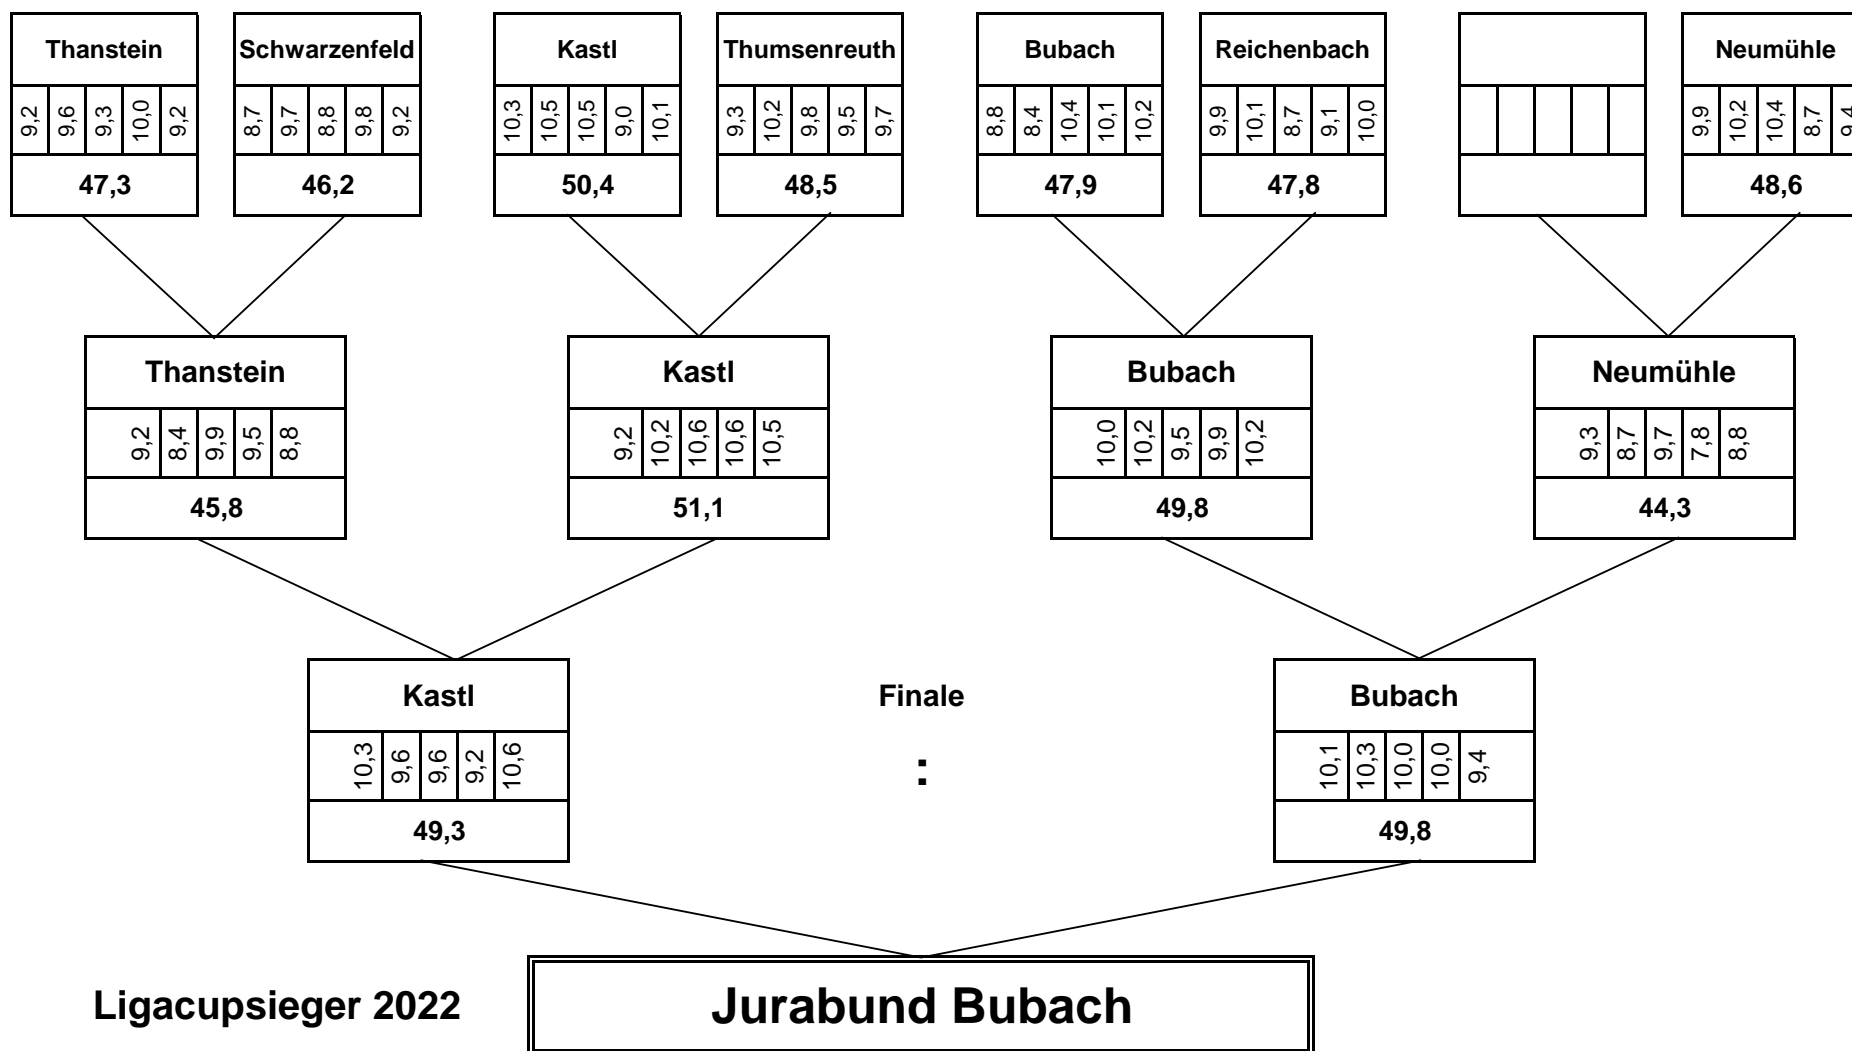 Thanstein Schwarzenfeld Kastl Thumsenreuth Bubach Reichenbach Neumühle
9,2 9,6 9,3 10,0 9,2 8,7 9,7 8,8 9,8 9,2 10,3 10,5 10,5 9,0 10,1 9,3 10,2 9,8 9,5 9,7 8,8 8,4 10,4 10,1 10,2 9,9 10,1 8,7 9,1 10,0 9,9 10,2 10,4 8,7 9,4
47,3 46,2 50,4 48,5 47,9 47,8 48,6
Thanstein Kastl Bubach Neumühle
9,2 8,4 9,9 9,5 8,8 9,2 10,2 10,6 10,6 10,5 10,0 10,2 9,5 9,9 10,2 9,3 8,7 9,7 7,8 8,8
45,8 51,1 49,8 44,3
Kastl Finale Bubach
10,3 9,6 9,6 9,2 10,6 : 10,1 10,3 10,0 10,0 9,4
49,3 49,8
Ligacupsieger 2022 Jurabund Bubach